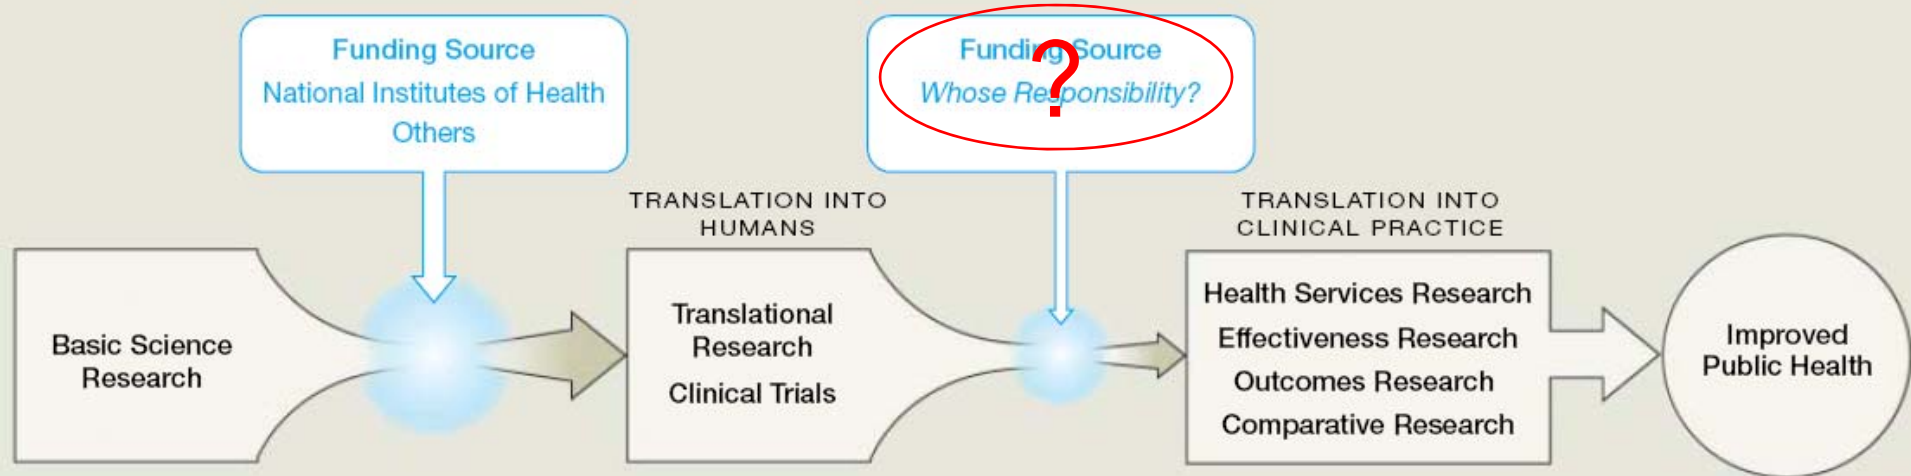 Funding Source
National Institutes of Health
Others
Funding Source
Whose Responsibility?
?
TRANSLATION INTO
HUMANS
TRANSLATION INTO
CLINICAL PRACTICE
Basic Science
Research
Translational
Research
Clinical Trials
Health Services Research
Effectiveness Research
Outcomes Research
Comparative Research
Improved
Public Health